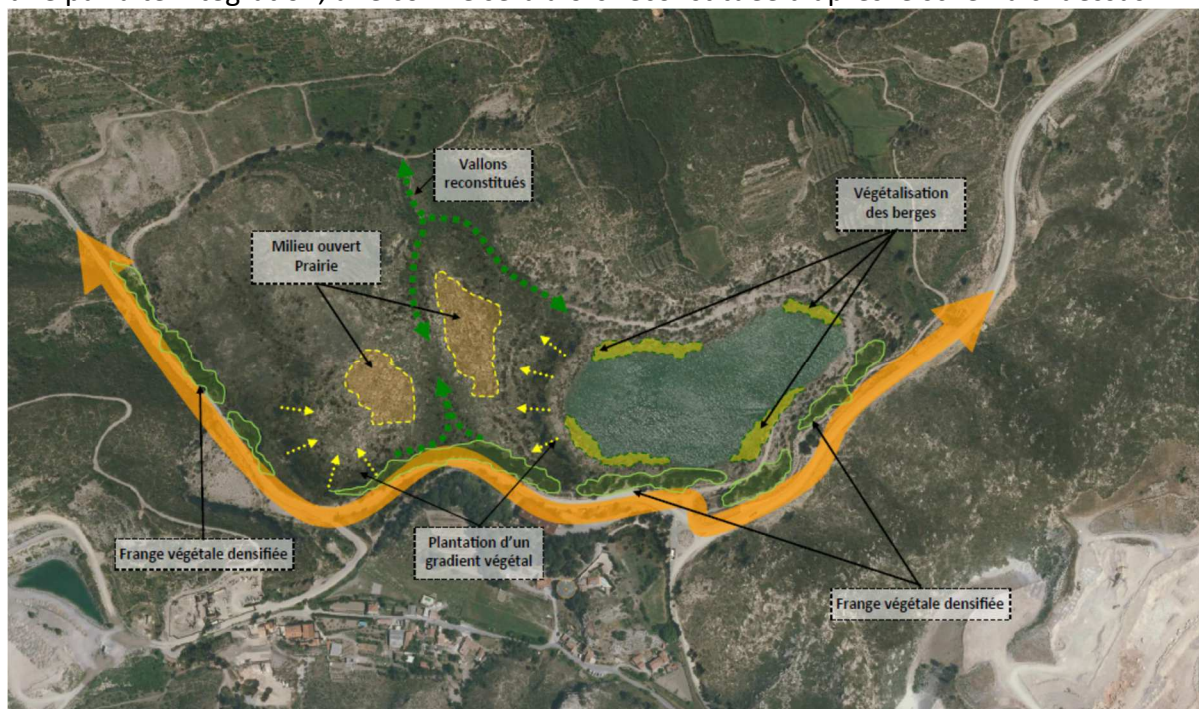 Vallons
reconstitués
Végétalisation
des berges
Milieu ouvert
Prairie
Frange végétale densifiée
Plantation d'un
gradient végétal
Frange végétale densifiée